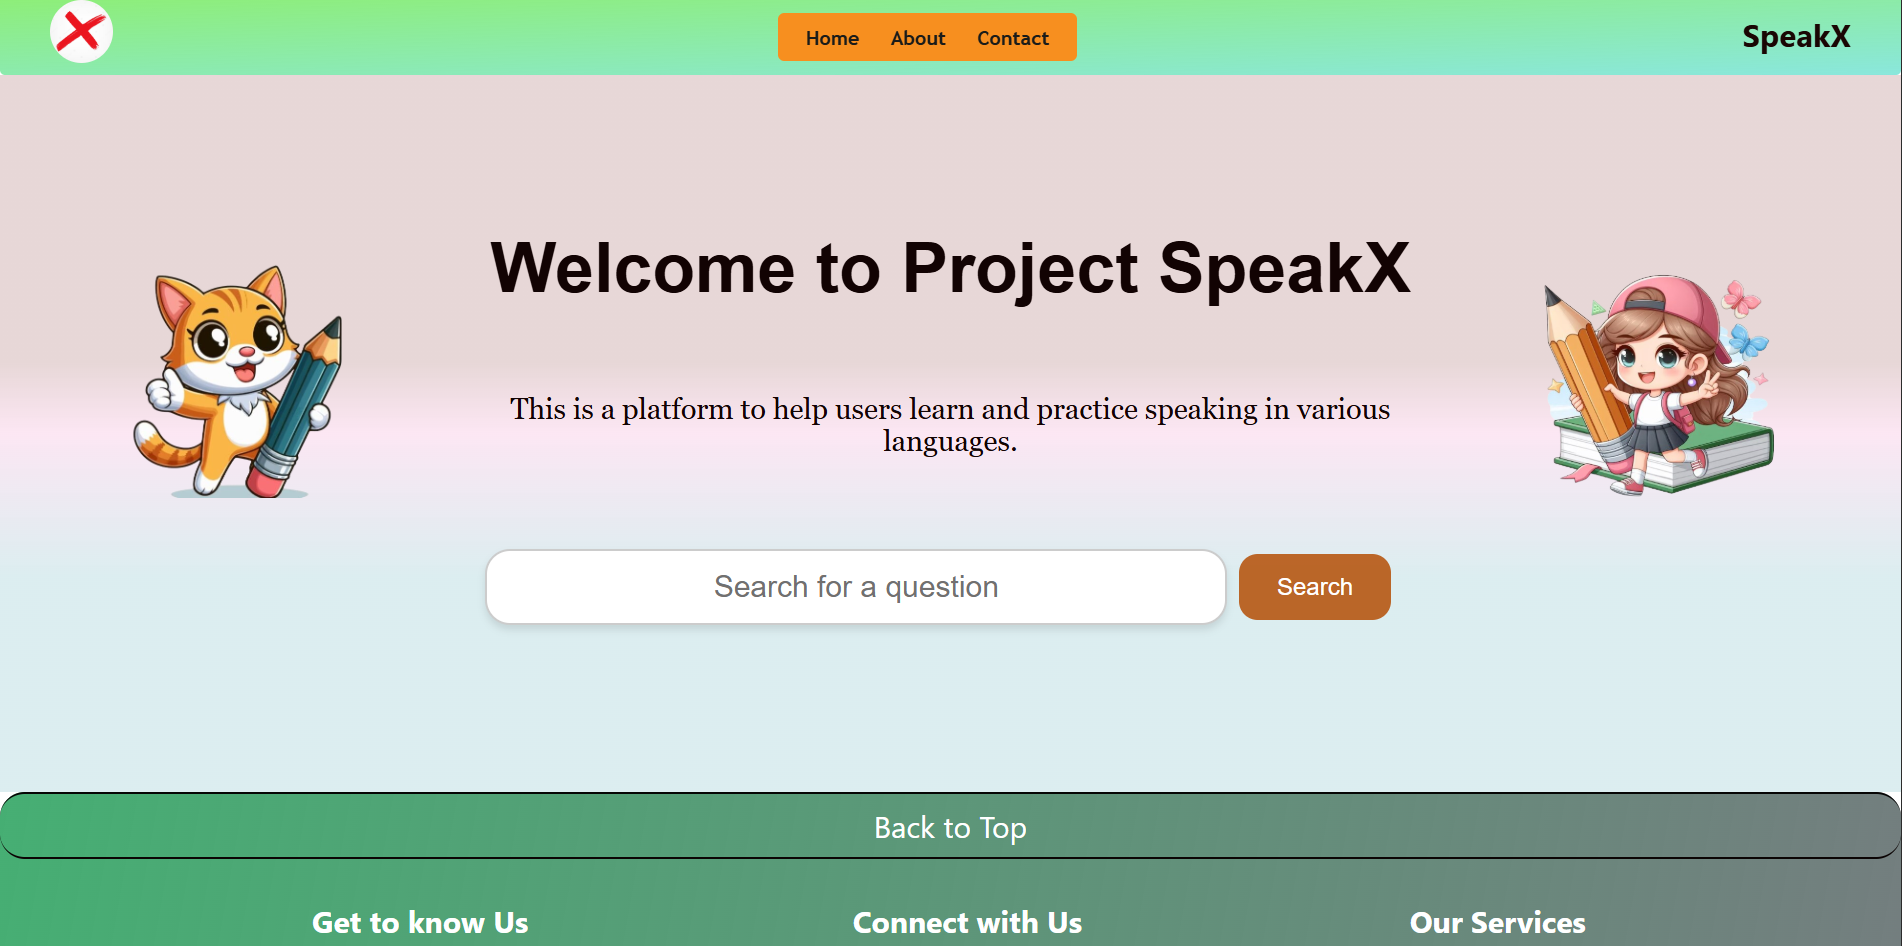 Home About Contact
SpeakX
Welcome to Project SpeakX
This is a platform to help users learn and practice speaking in various
languages.
Search for a question
Search
Back to Top
Get to know Us
Connect with Us
Our Services